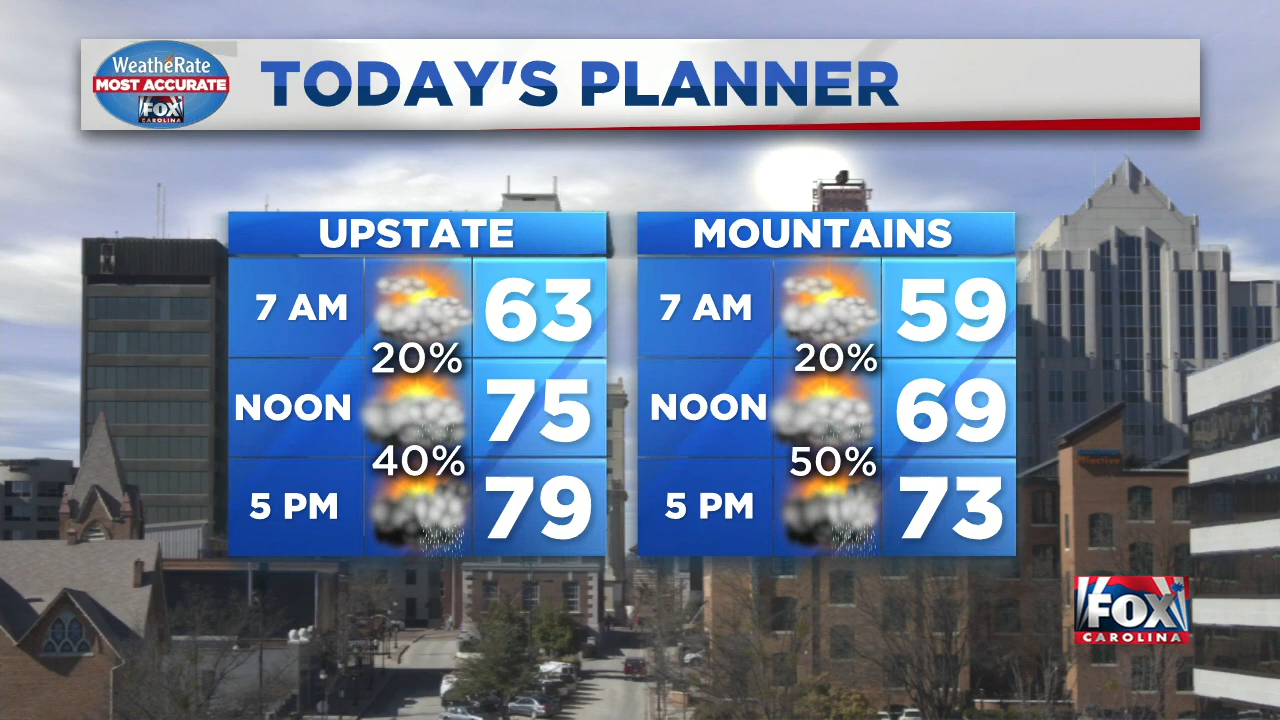 WeatheRate
MOST ACCURATE
FOX
CAROLINA
TODAY'S PLANNER
UPSTATE
7 AM
63
20%
NOON
75
40%
5 PM
79
MOUNTAINS
7 AM
59
20%
NOON
69
50%
5 PM
73
FOX
CAROLINA